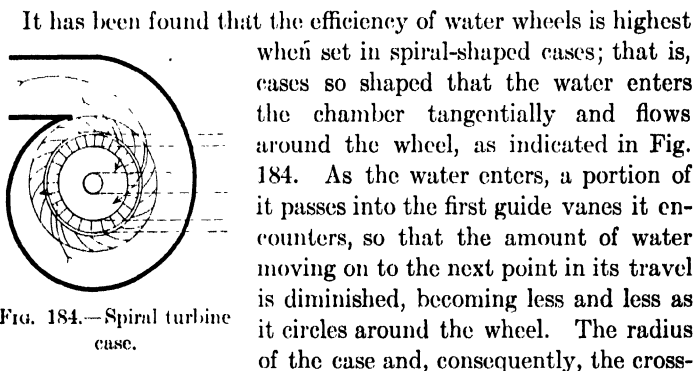 It has been found that the efficiency of water wheels is highest
when set in spiral-shaped cases; that is,
cases so shaped that the water enters
the chamber tangentially and flows
around the wheel, as indicated in Fig.
184. As the water enters, a portion of
it passes into the first guide vanes it en-
counters, so that the amount of water
moving on to the next point in its travel
is diminished, becoming less and less as
it circles around the wheel. The radius
of the case and, consequently, the cross-
FIG. 184.—Spiral turbine
case.